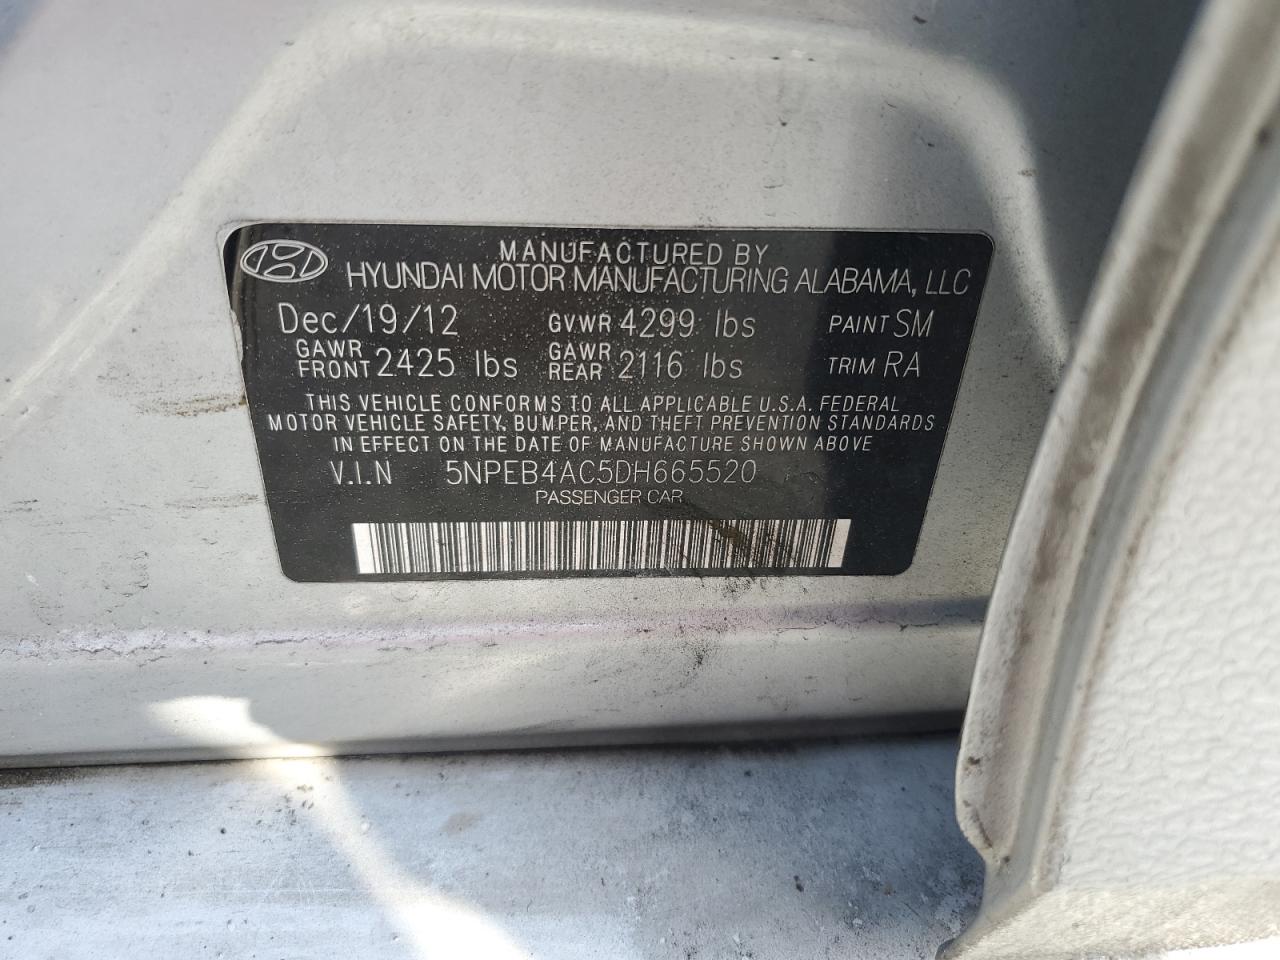 MANUFACTURED BY
HYUNDAI MOTOR MANUFACTURING ALABAMA, LLC
Dec/19/12 GVWR 4299 lbs PAINT SM
GAWR FRONT 2425 lbs GAWR REAR 2116 lbs TRIM RA
THIS VEHICLE CONFORMS TO ALL APPLICABLE U.S.A. FEDERAL
MOTOR VEHICLE SAFETY, BUMPER, AND THEFT PREVENTION STANDARDS
IN EFFECT ON THE DATE OF MANUFACTURE SHOWN ABOVE
V.I.N 5NPEB4AC5DH665520
PASSENGER CAR